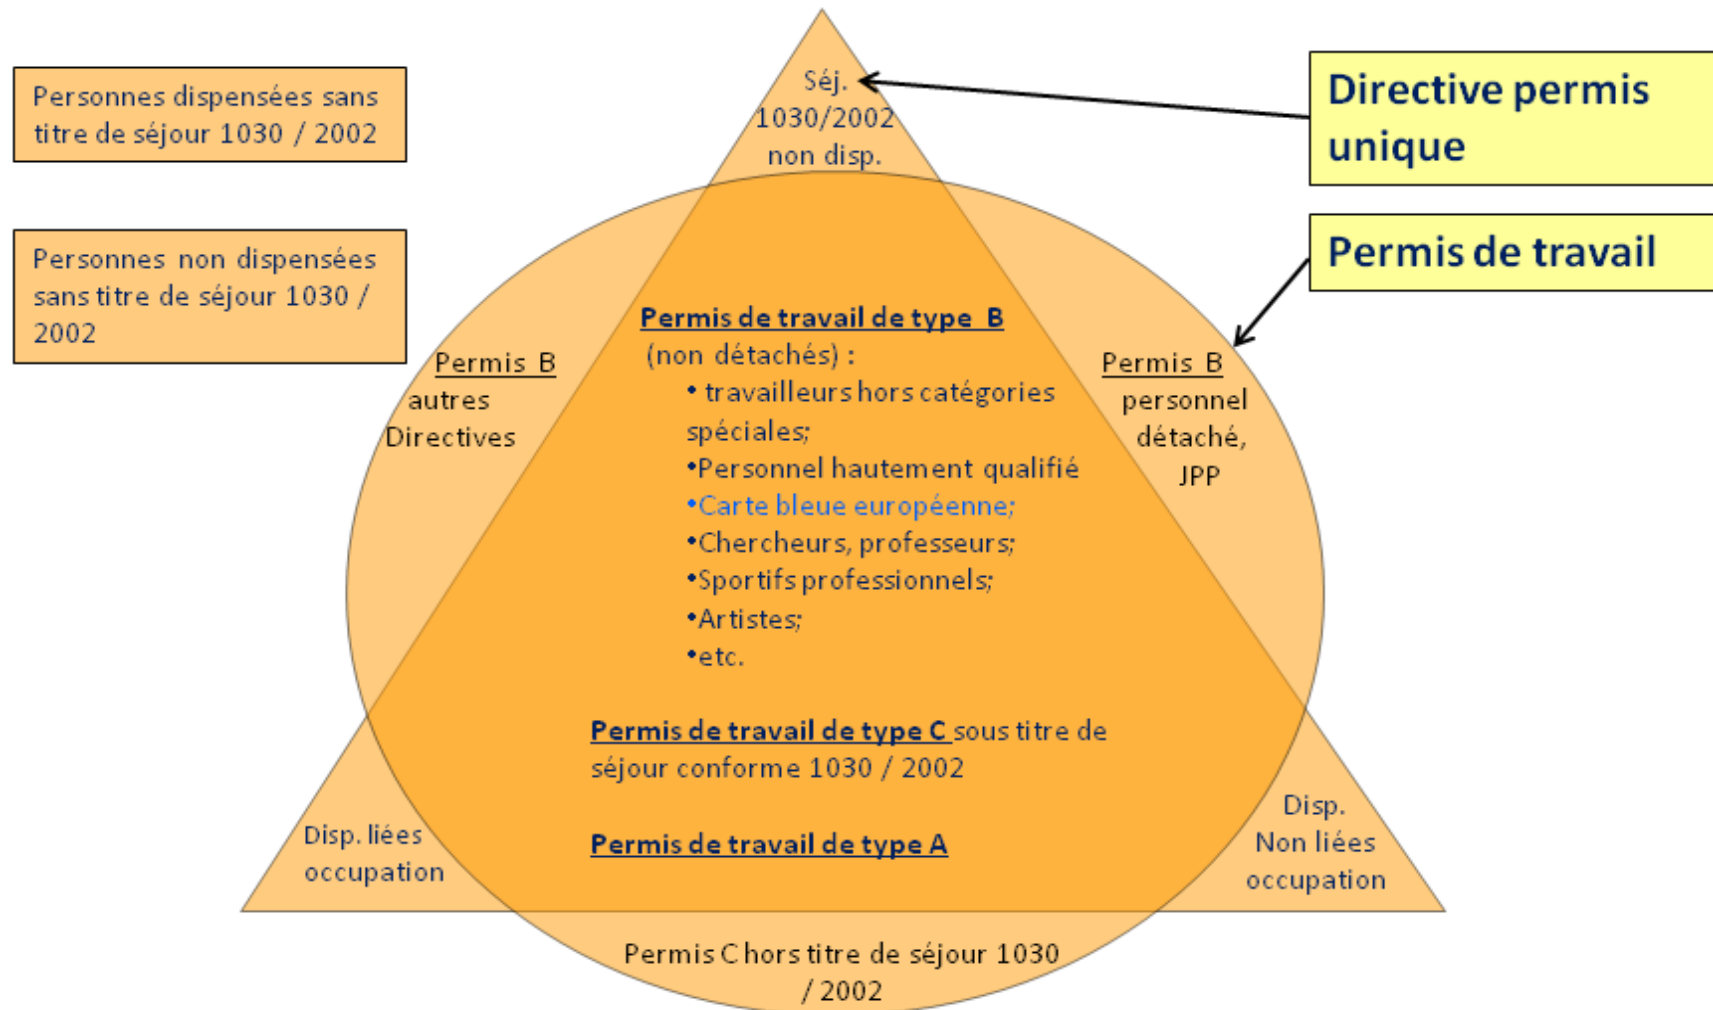 Personnes dispensées sans
titre de séjour 1030 / 2002
Personnes non dispensées
sans titre de séjour 1030 /
2002
Séj.
1030/2002
non disp.
Directive permis
unique
Permis de travail
Permis B
autres
Directives
Permis de travail de type B
(non détachés) :
• travailleurs hors catégories
spéciales;
•Personnel hautement qualifié
•Carte bleue européenne;
•Chercheurs, professeurs;
•Sportifs professionnels;
•Artistes;
•etc.
Permis de travail de type C sous titre de
séjour conforme 1030 / 2002
Permis de travail de type A
Permis B
personnel
détaché,
JPP
Disp. liées
occupation
Disp.
Non liées
occupation
Permis C hors titre de séjour 1030
/ 2002